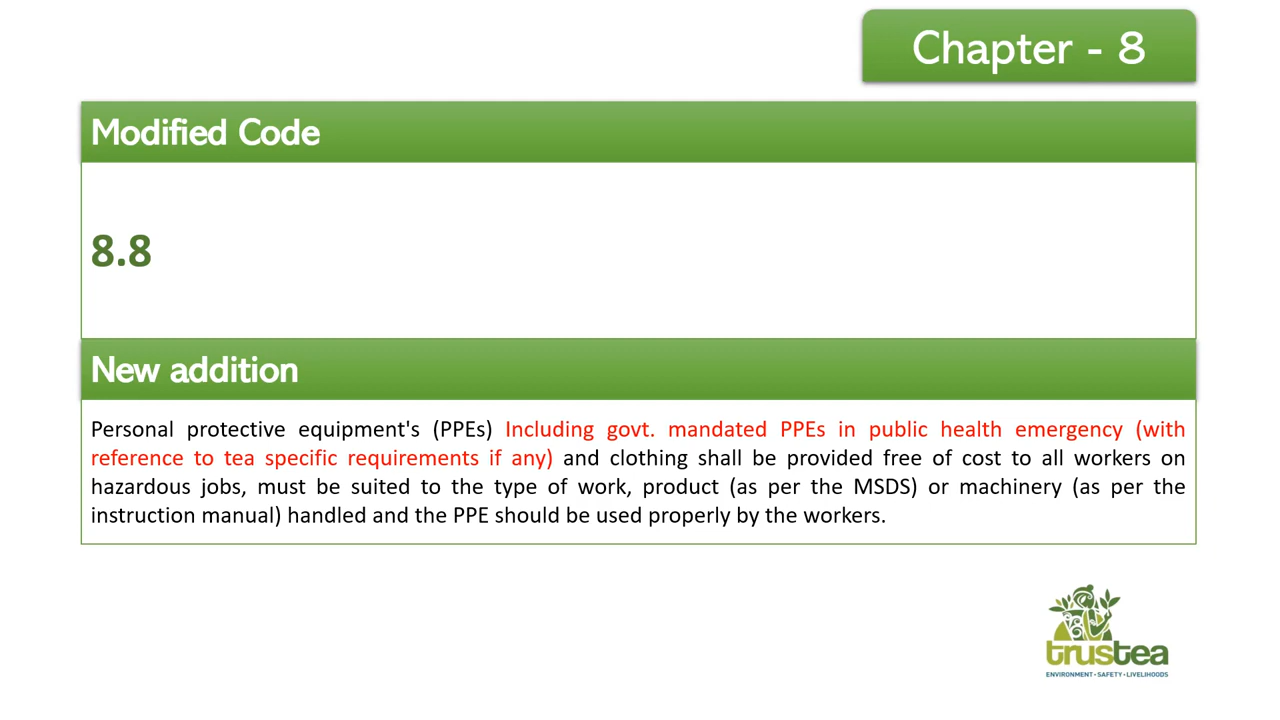 Chapter - 8
Modified Code
8.8
New addition
Personal protective equipment's (PPEs) Including govt. mandated PPEs in public health emergency (with
reference to tea specific requirements if any) and clothing shall be provided free of cost to all workers on
hazardous jobs, must be suited to the type of work, product (as per the MSDS) or machinery (as per the
instruction manual) handled and the PPE should be used properly by the workers.
trustea
ENVIRONMENT • SAFETY • LIVELIHOODS